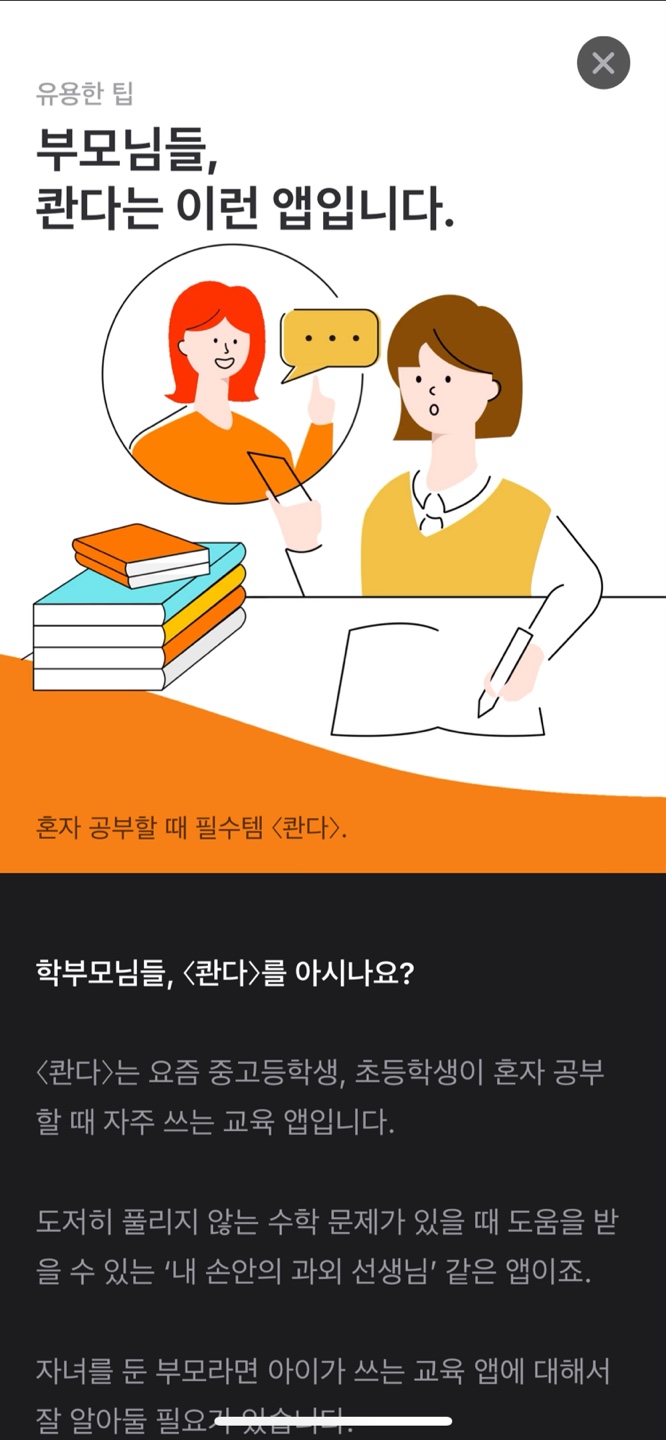 유용한 팁
부모님들,
콴다는 이런 앱입니다.
혼자 공부할 때 필수템 〈콴다〉.
학부모님들, 〈콴다〉를 아시나요?
〈콴다〉는 요즘 중고등학생, 초등학생이 혼자 공부
할 때 자주 쓰는 교육 앱입니다.
도저히 풀리지 않는 수학 문제가 있을 때 도움을 받
을 수 있는 ‘내 손안의 과외 선생님’ 같은 앱이죠.
자녀를 둔 부모라면 아이가 쓰는 교육 앱에 대해서
잘 알아둘 필요가 있습니다.